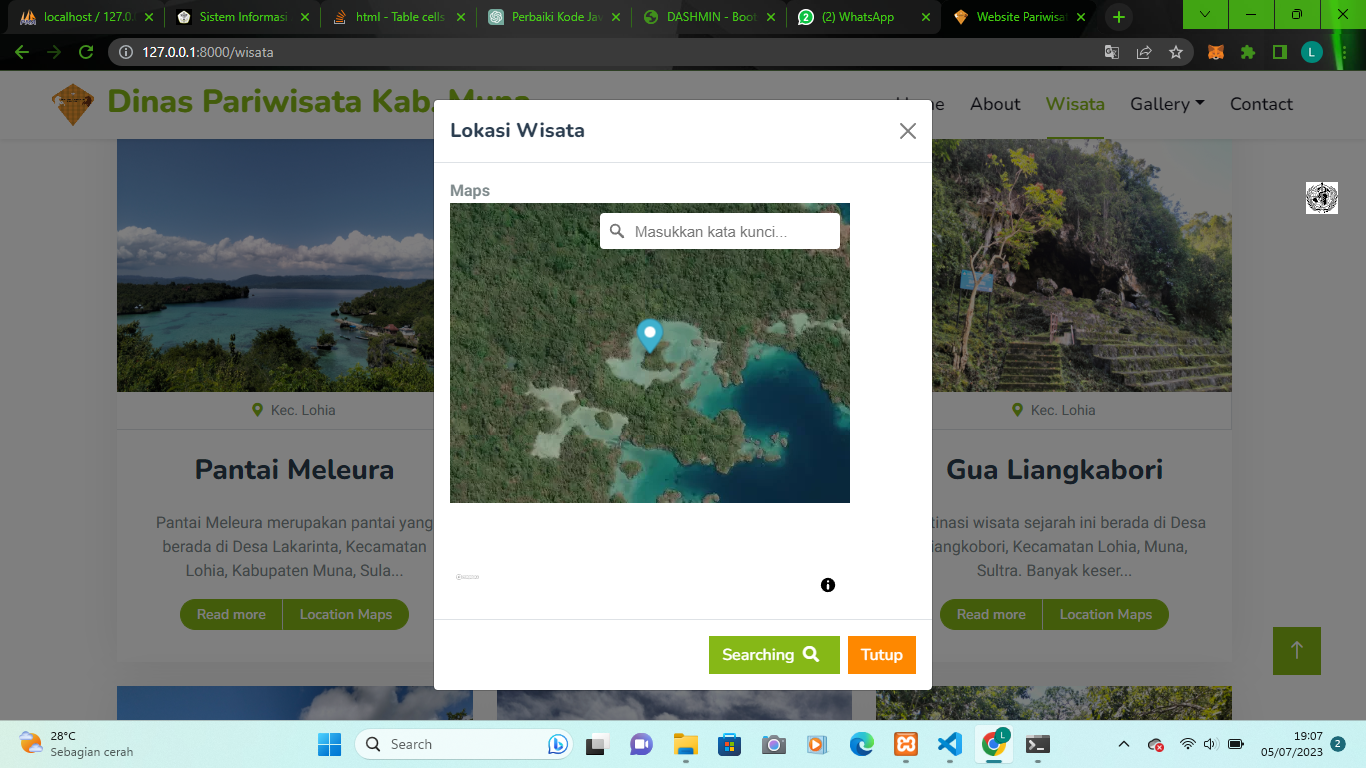 localhost / 127.0.
Sistem Informasi
html - Table cells
Perbaiki Kode Jav
DASHMIN - Boot
(2) WhatsApp
Website Pariwisat
127.0.0.1:8000/wisata
L
Dinas Pariwisata Kab. Muna
Home
About
Wisata
Gallery
Contact
Lokasi Wisata
Maps
Masukkan kata kunci...
Kec. Lohia
Pantai Meleura
Pantai Meleura merupakan pantai yang
berada di Desa Lakarinta, Kecamatan
Lohia, Kabupaten Muna, Sula...
Read more
Location Maps
Kec. Lohia
Gua Liangkabori
tinasi wisata sejarah ini berada di Desa
iangkobori, Kecamatan Lohia, Muna,
Sultra. Banyak keser...
Read more
Location Maps
Searching
Tutup
28°C
Sebagian cerah
Search
L
19:07
05/07/2023
2